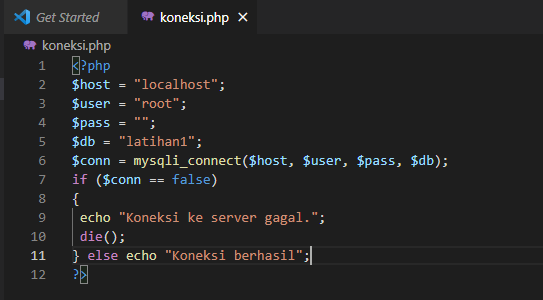 Get Started
koneksi.php
koneksi.php
1 <?php
2 $host = "localhost";
3 $user = "root";
4 $pass = "";
5 $db = "latihan1";
6 $conn = mysqli_connect($host, $user, $pass, $db);
7 if ($conn == false)
8 {
9 echo "Koneksi ke server gagal.";
10 die();
11 } else echo "Koneksi berhasil";
12 ?>